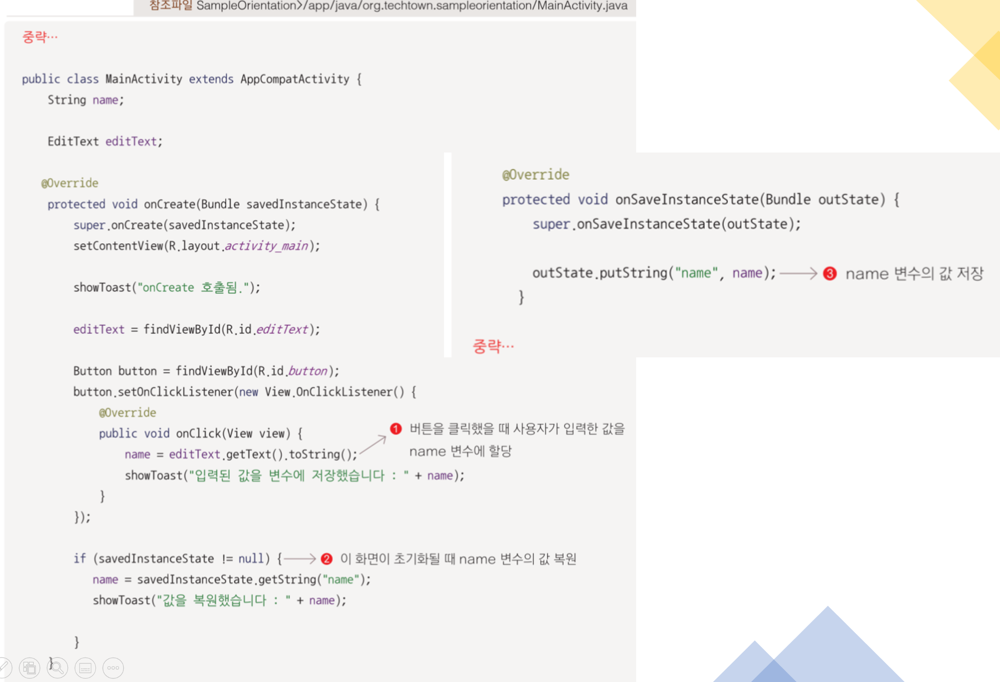 참조파일 SampleOrientation>/app/java/org.techtown.sampleorientation/MainActivity.java
중략…
public class MainActivity extends AppCompatActivity {
String name;
EditText editText;
@Override
protected void onCreate(Bundle savedInstanceState) {
super.onCreate(savedInstanceState);
setContentView(R.layout.activity_main);
showToast("onCreate 호출됨.");
editText = findViewById(R.id.editText);
Button button = findViewById(R.id.button);
button.setOnClickListener(new View.OnClickListener() {
@Override
public void onClick(View view) {
name = editText.getText().toString();
1 버튼을 클릭했을 때 사용자가 입력한 값을
name 변수에 할당
showToast("입력된 값을 변수에 저장했습니다 : " + name);
}
});
if (savedInstanceState != null) {
2 이 화면이 초기화될 때 name 변수의 값 복원
name = savedInstanceState.getString("name");
showToast("값을 복원했습니다 : " + name);
}
}
@Override
protected void onSaveInstanceState(Bundle outState) {
super.onSaveInstanceState(outState);
outState.putString("name", name);
3 name 변수의 값 저장
}
중략…